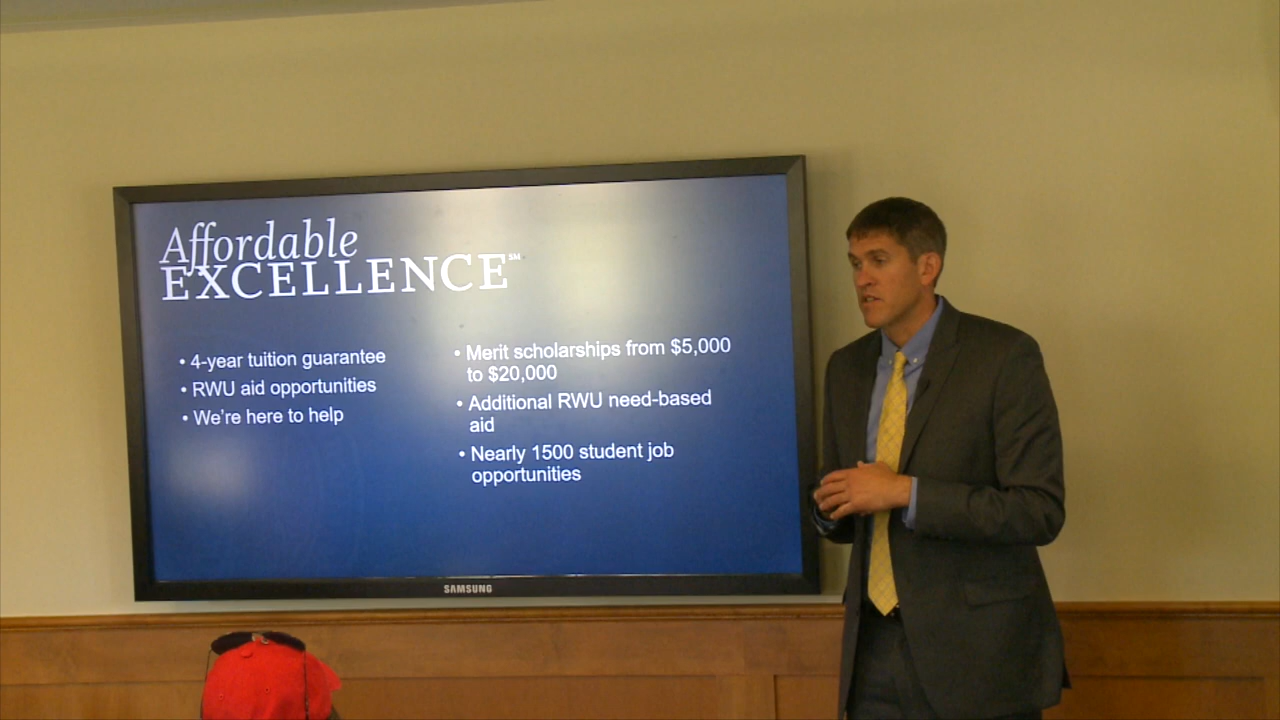 Affordable
EXCELLENCE℠
• 4-year tuition guarantee
• RWU aid opportunities
• We're here to help
• Merit scholarships from $5,000
to $20,000
• Additional RWU need-based
aid
• Nearly 1500 student job
opportunities
SAMSUNG